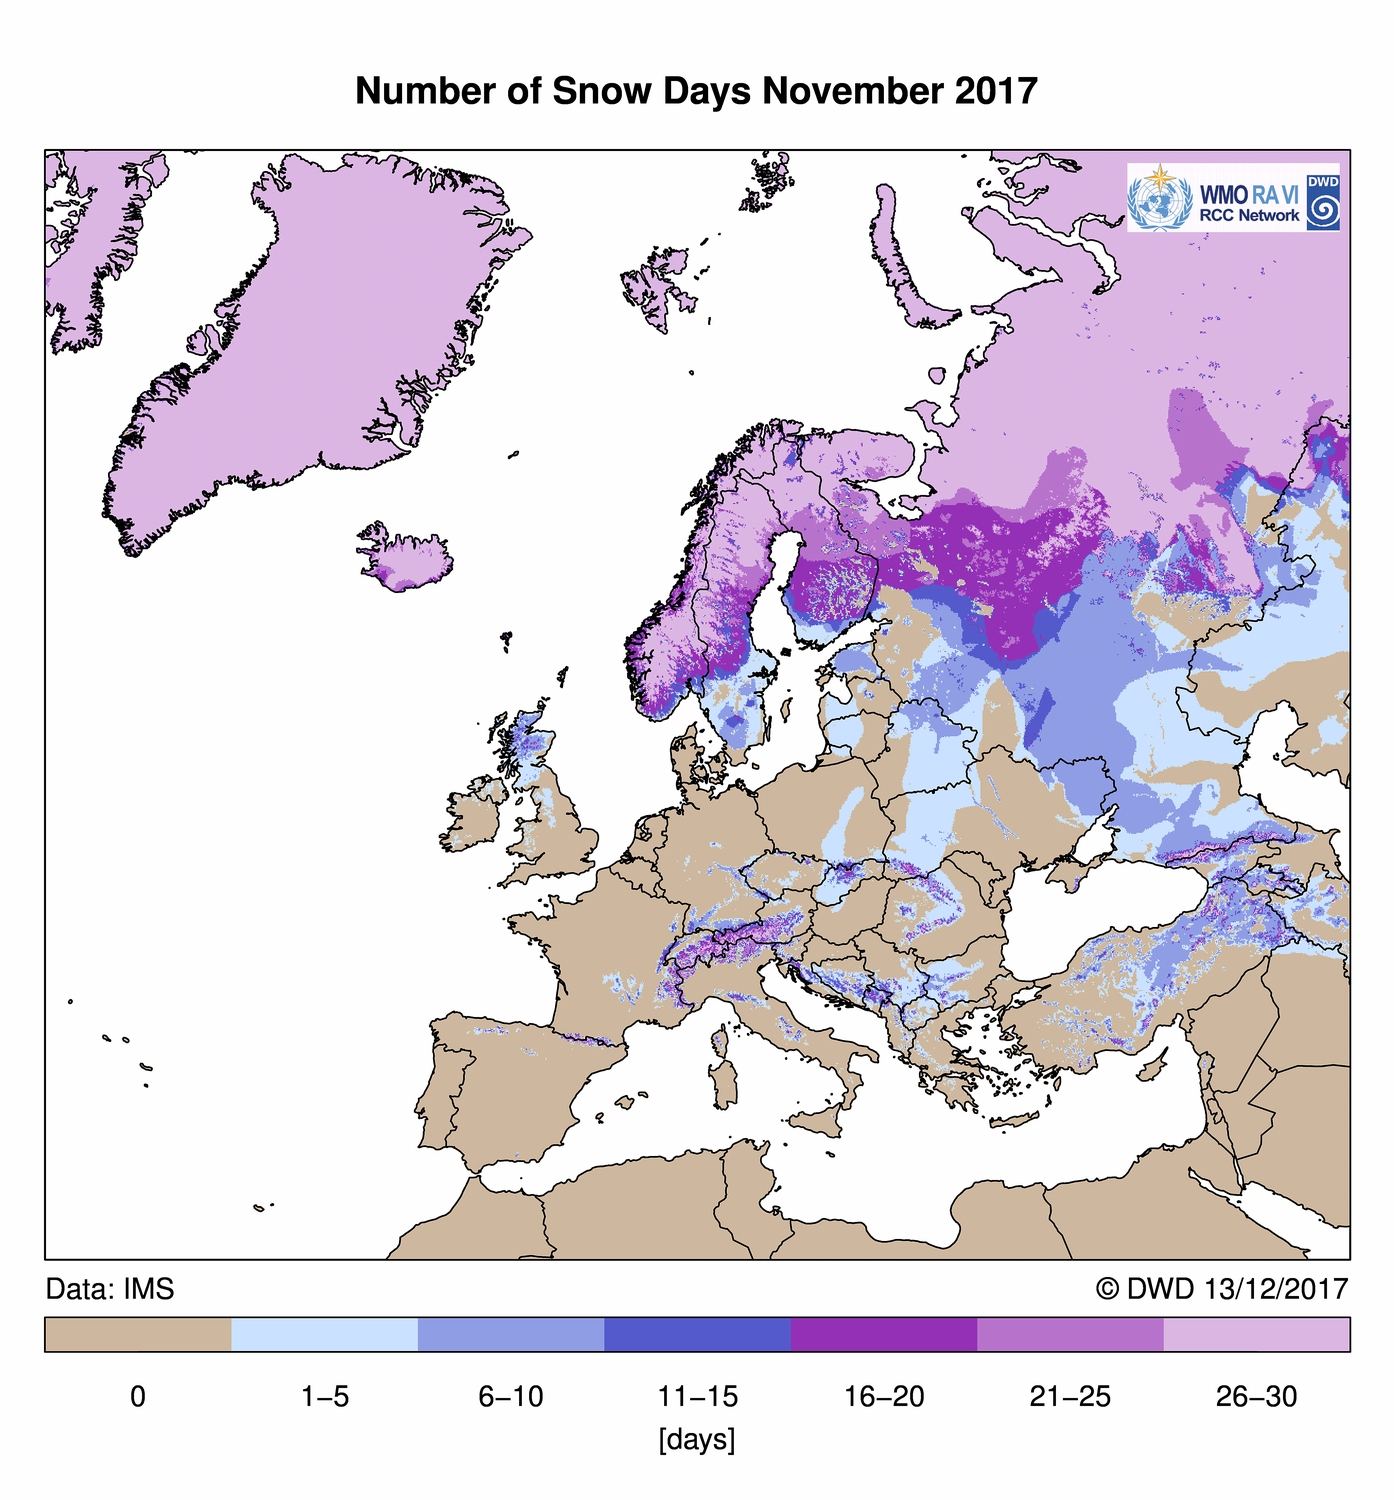 Number of Snow Days November 2017
WMO RA VI
RCC Network
DWD
Data: IMS
© DWD 13/12/2017
0
1–5
6–10
11–15
16–20
21–25
26–30
[days]